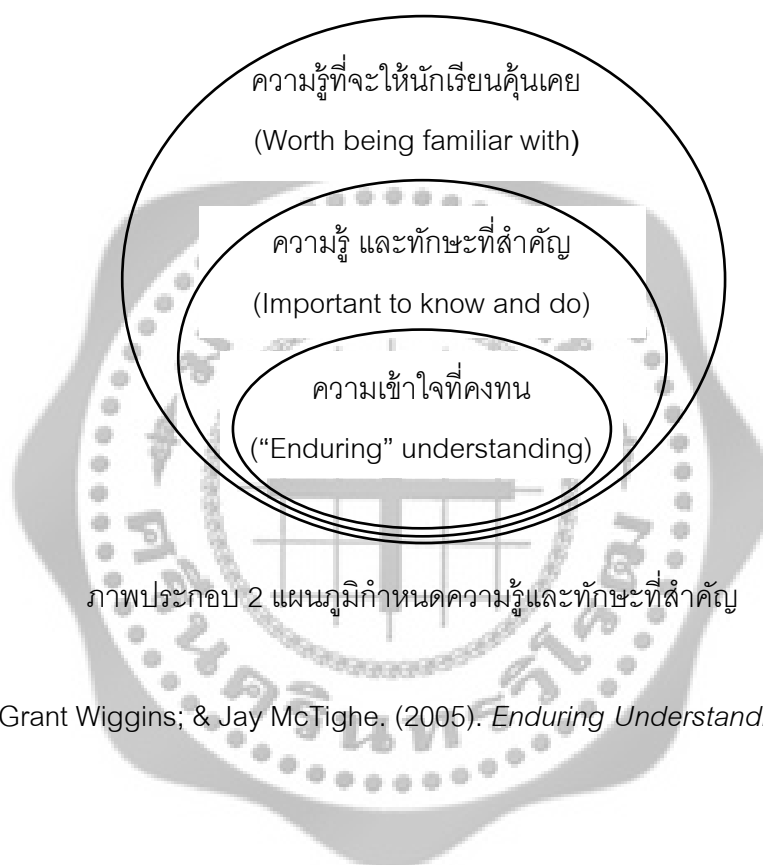 ความรู้ที่จะให้นักเรียนคุ้นเคย
(Worth being familiar with)
ความรู้ และทักษะที่สำคัญ
(Important to know and do)
ความเข้าใจที่คงทน
(“Enduring” understanding)
ภาพประกอบ 2 แผนภูมิกำหนดความรู้และทักษะที่สำคัญ
Grant Wiggins; & Jay McTighe. (2005). Enduring Understand